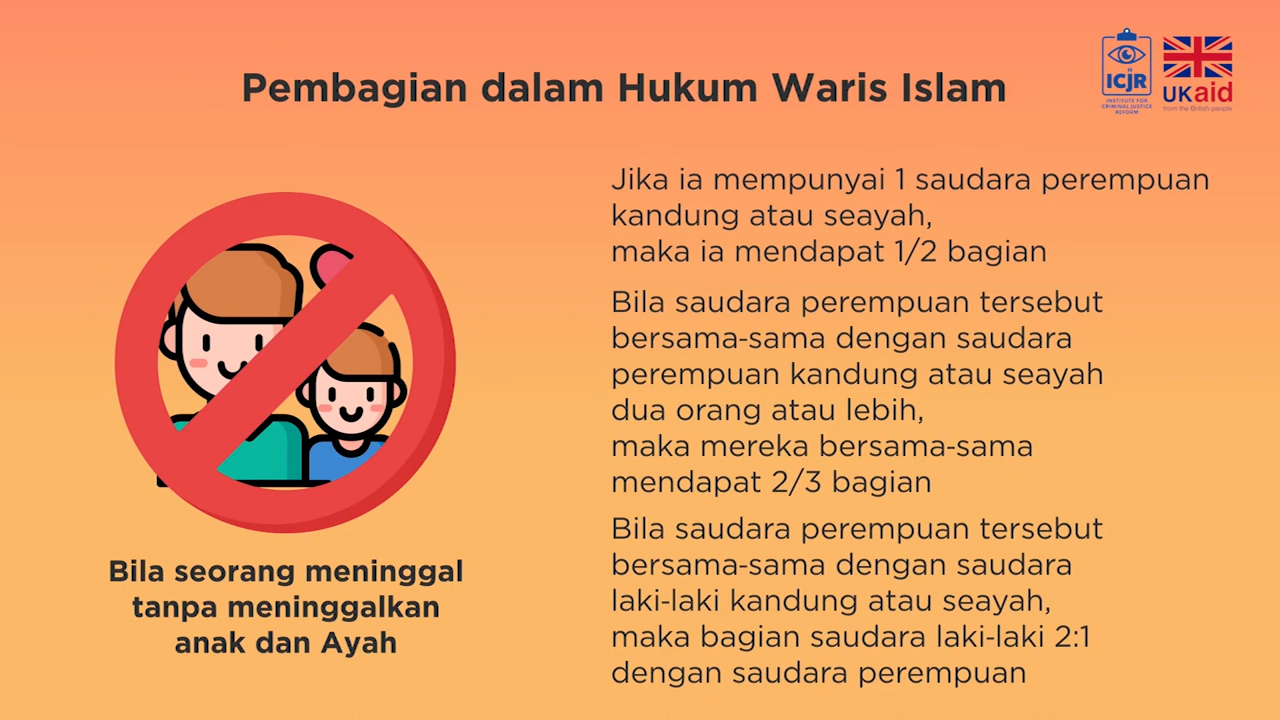 Pembagian dalam Hukum Waris Islam
ICJR
INSTITUTE FOR
CRIMINAL JUSTICE
REFORM
UKaid
from the British people
Jika ia mempunyai 1 saudara perempuan
kandung atau seayah,
maka ia mendapat 1/2 bagian
Bila saudara perempuan tersebut
bersama-sama dengan saudara
perempuan kandung atau seayah
dua orang atau lebih,
maka mereka bersama-sama
mendapat 2/3 bagian
Bila saudara perempuan tersebut
bersama-sama dengan saudara
laki-laki kandung atau seayah,
maka bagian saudara laki-laki 2:1
dengan saudara perempuan
Bila seorang meninggal
tanpa meninggalkan
anak dan Ayah